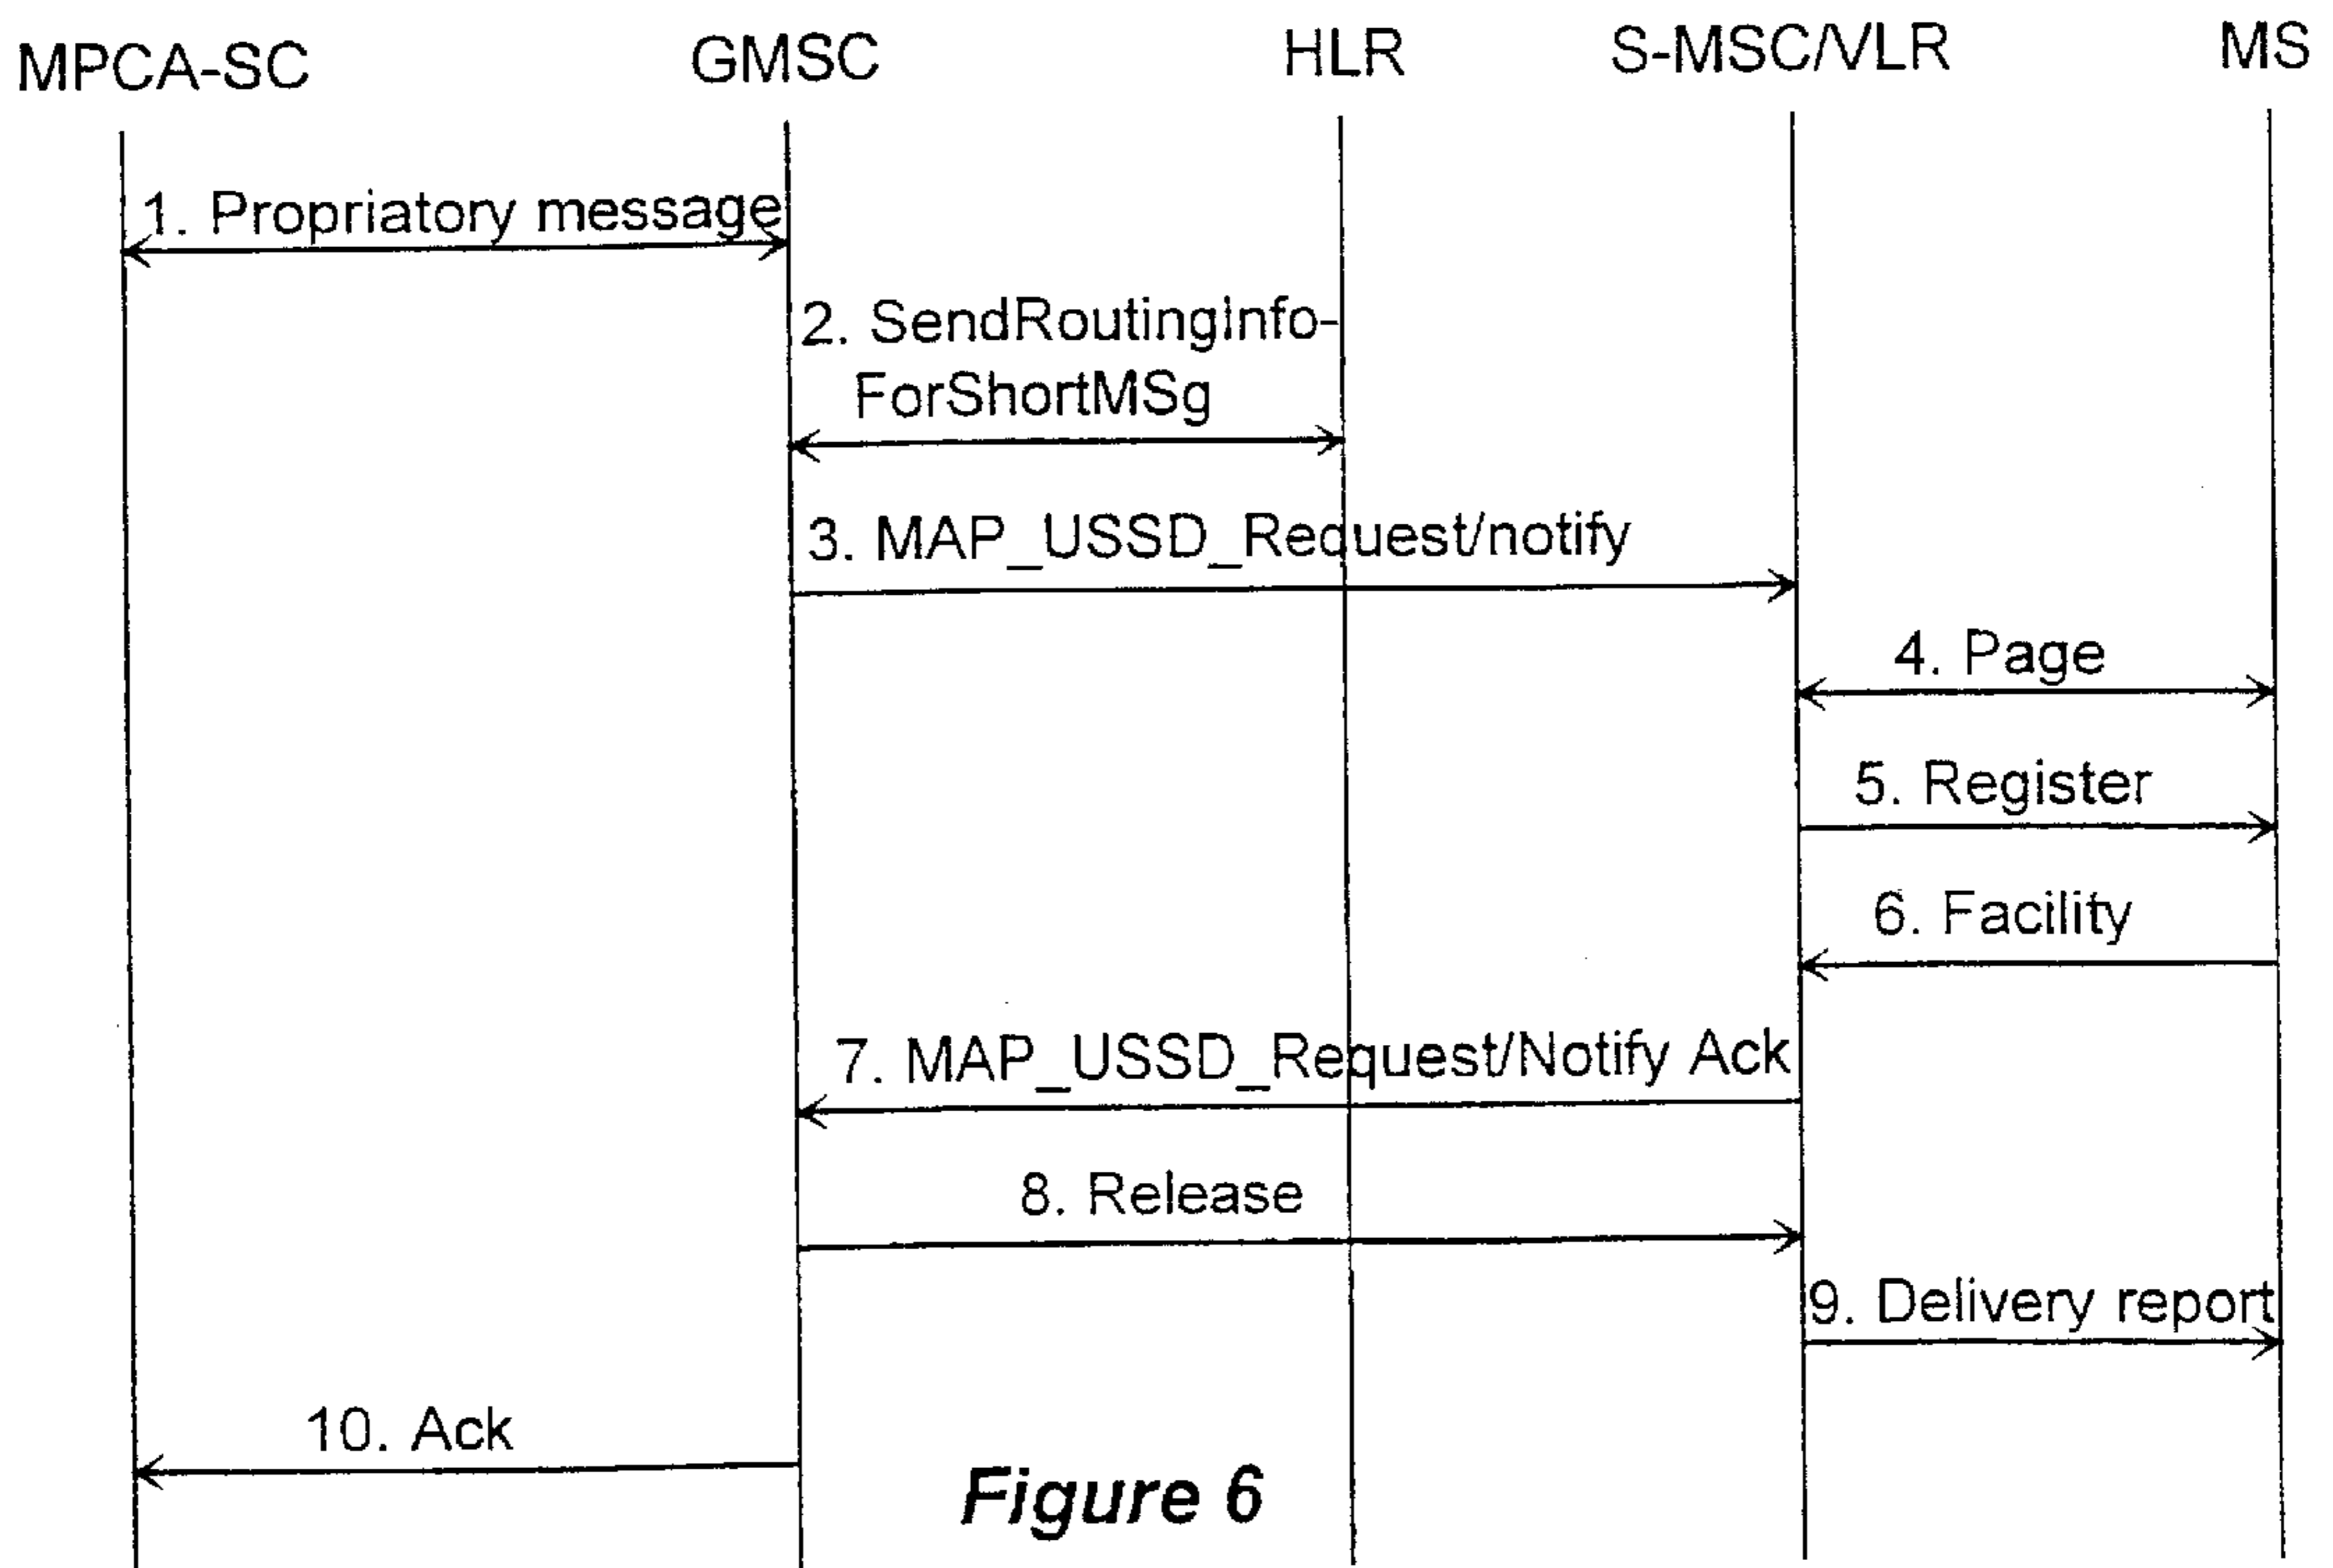 MPCA-SC GMSC HLR S-MSC/VLR MS
1. Propriatory message
2. SendRoutingInfo-
ForShortMSg
3. MAP_USSD_Request/notify
4. Page
5. Register
6. Facility
7. MAP_USSD_Request/Notify Ack
8. Release
9. Delivery report
10. Ack
Figure 6